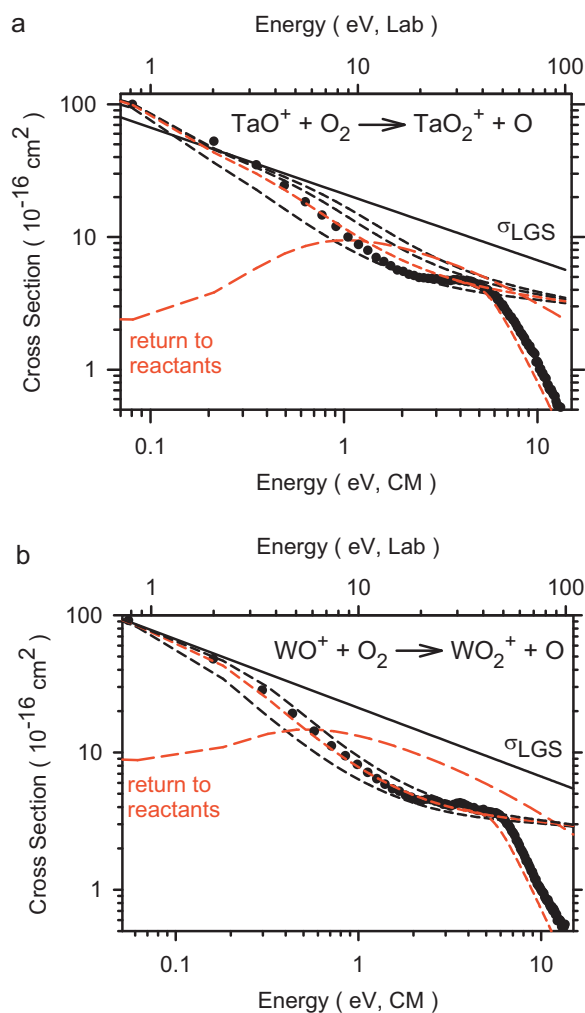 a
Energy ( eV, Lab )
1 10 100
TaO⁺ + O₂ → TaO₂⁺ + O
σLGS
return to
reactants
100
10
1
Cross Section ( 10⁻¹⁶ cm² )
0.1 1 10
Energy ( eV, CM )
b
Energy ( eV, Lab )
1 10 100
WO⁺ + O₂ → WO₂⁺ + O
σLGS
return to
reactants
100
10
1
Cross Section ( 10⁻¹⁶ cm² )
0.1 1 10
Energy ( eV, CM )